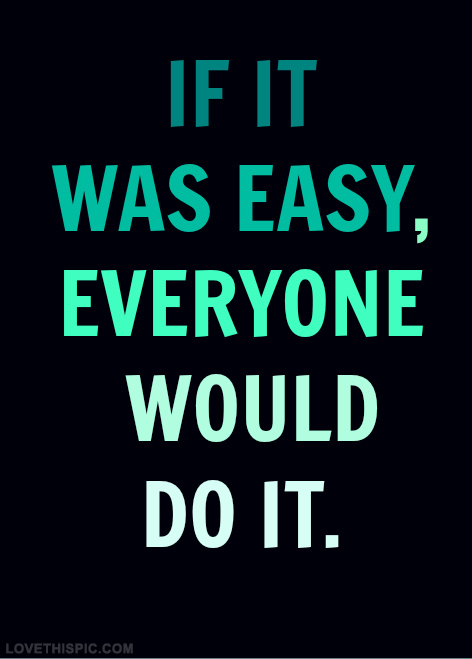 IF IT
WAS EASY,
EVERYONE
WOULD
DO IT.
LOVETHISPIC.COM